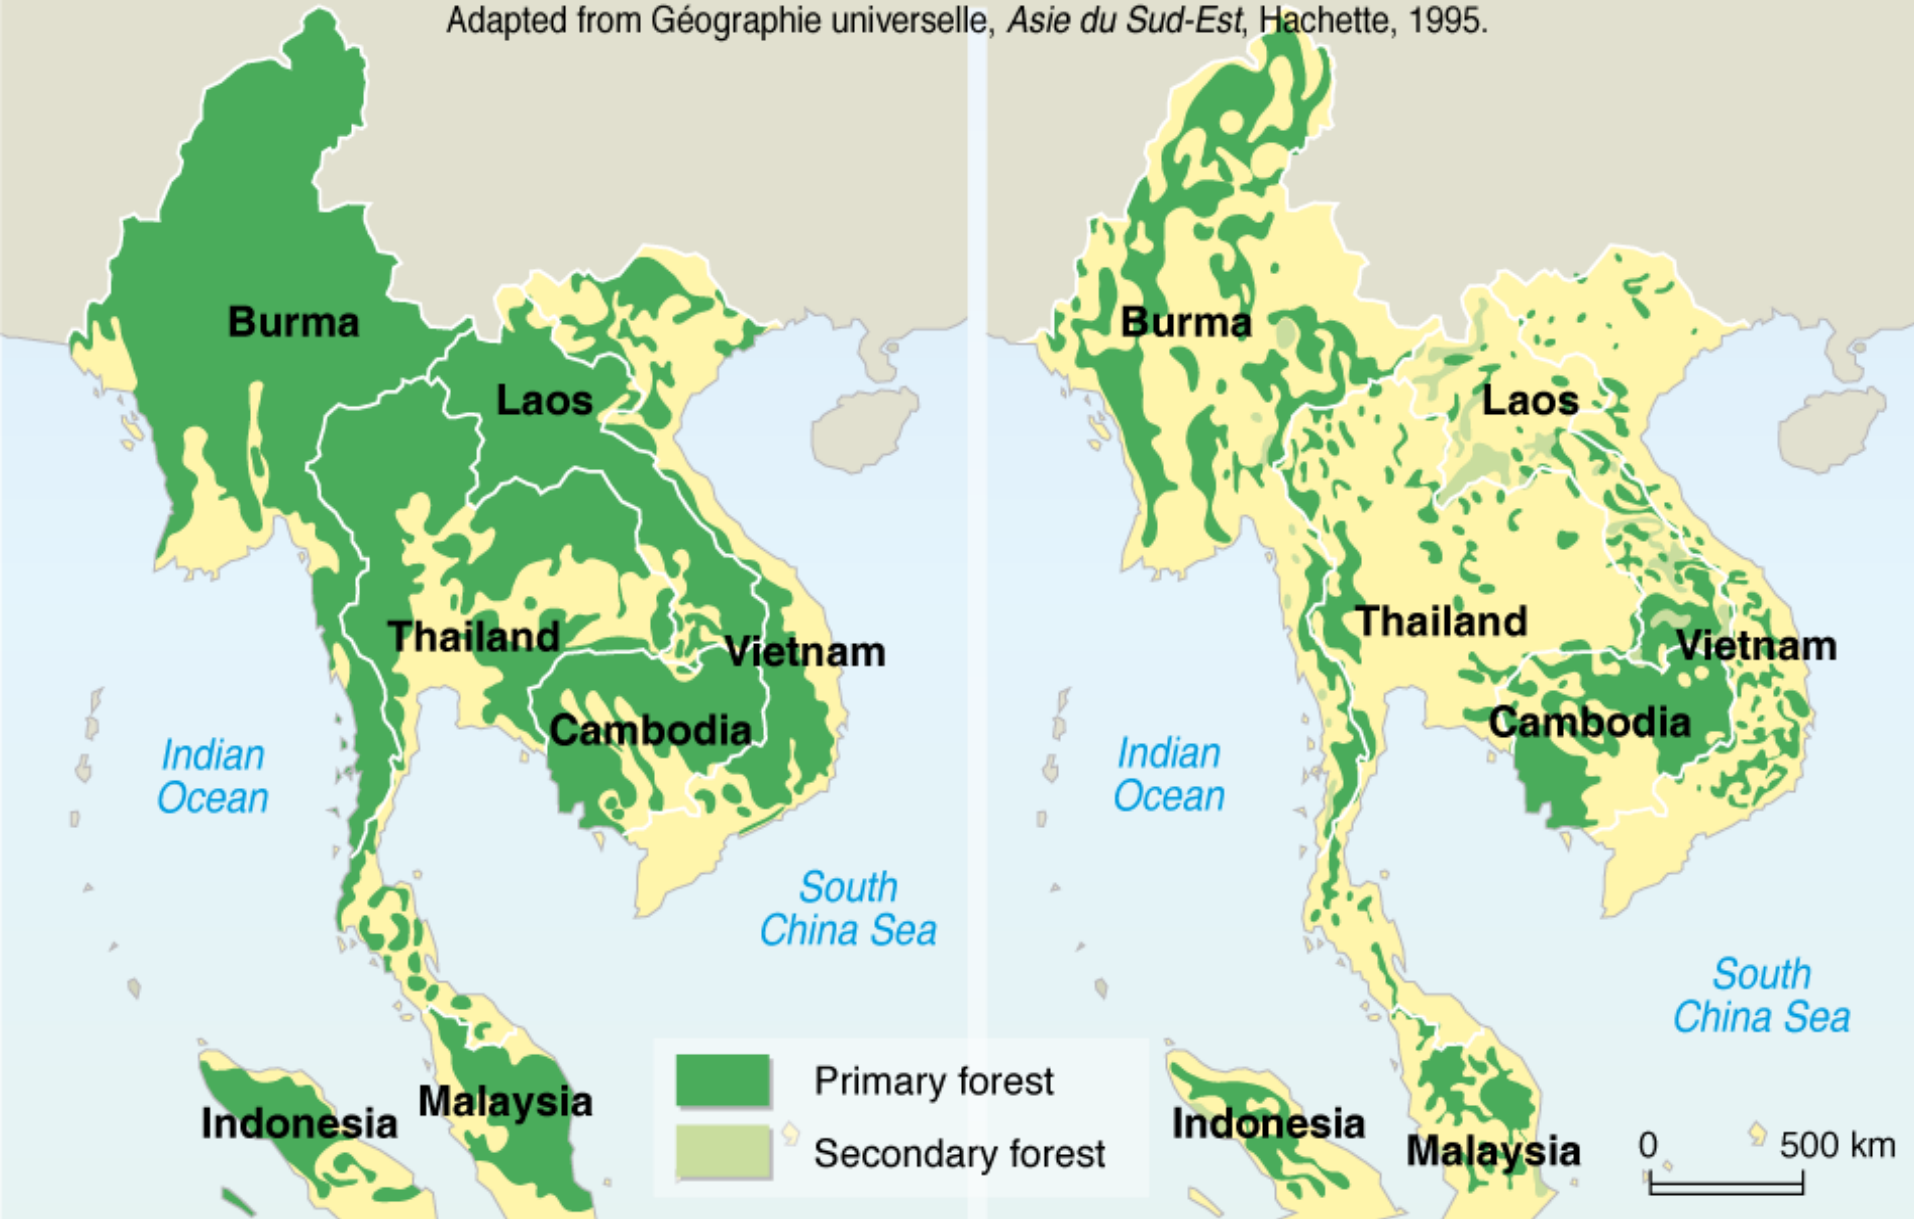 Adapted from Géographie universelle, Asie du Sud-Est, Hachette, 1995.
Burma
Laos
Thailand
Vietnam
Cambodia
Indian
Ocean
South
China Sea
Malaysia
Indonesia
Burma
Laos
Thailand
Vietnam
Cambodia
Indian
Ocean
South
China Sea
Indonesia
Malaysia
Primary forest
Secondary forest
0 500 km